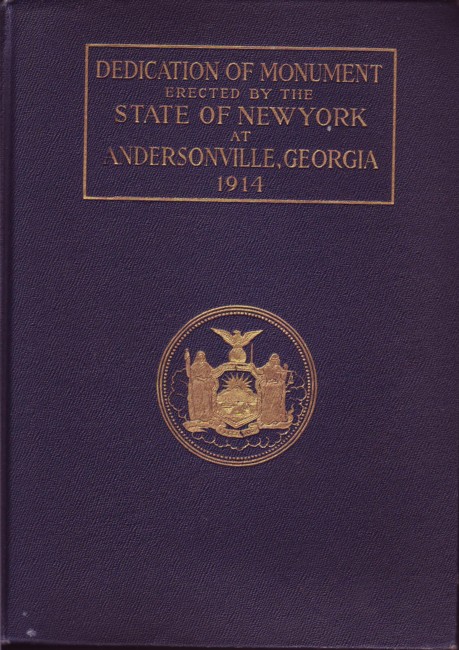 DEDICATION OF MONUMENT
ERECTED BY THE
STATE OF NEWYORK
AT
ANDERSONVILLE, GEORGIA
1914